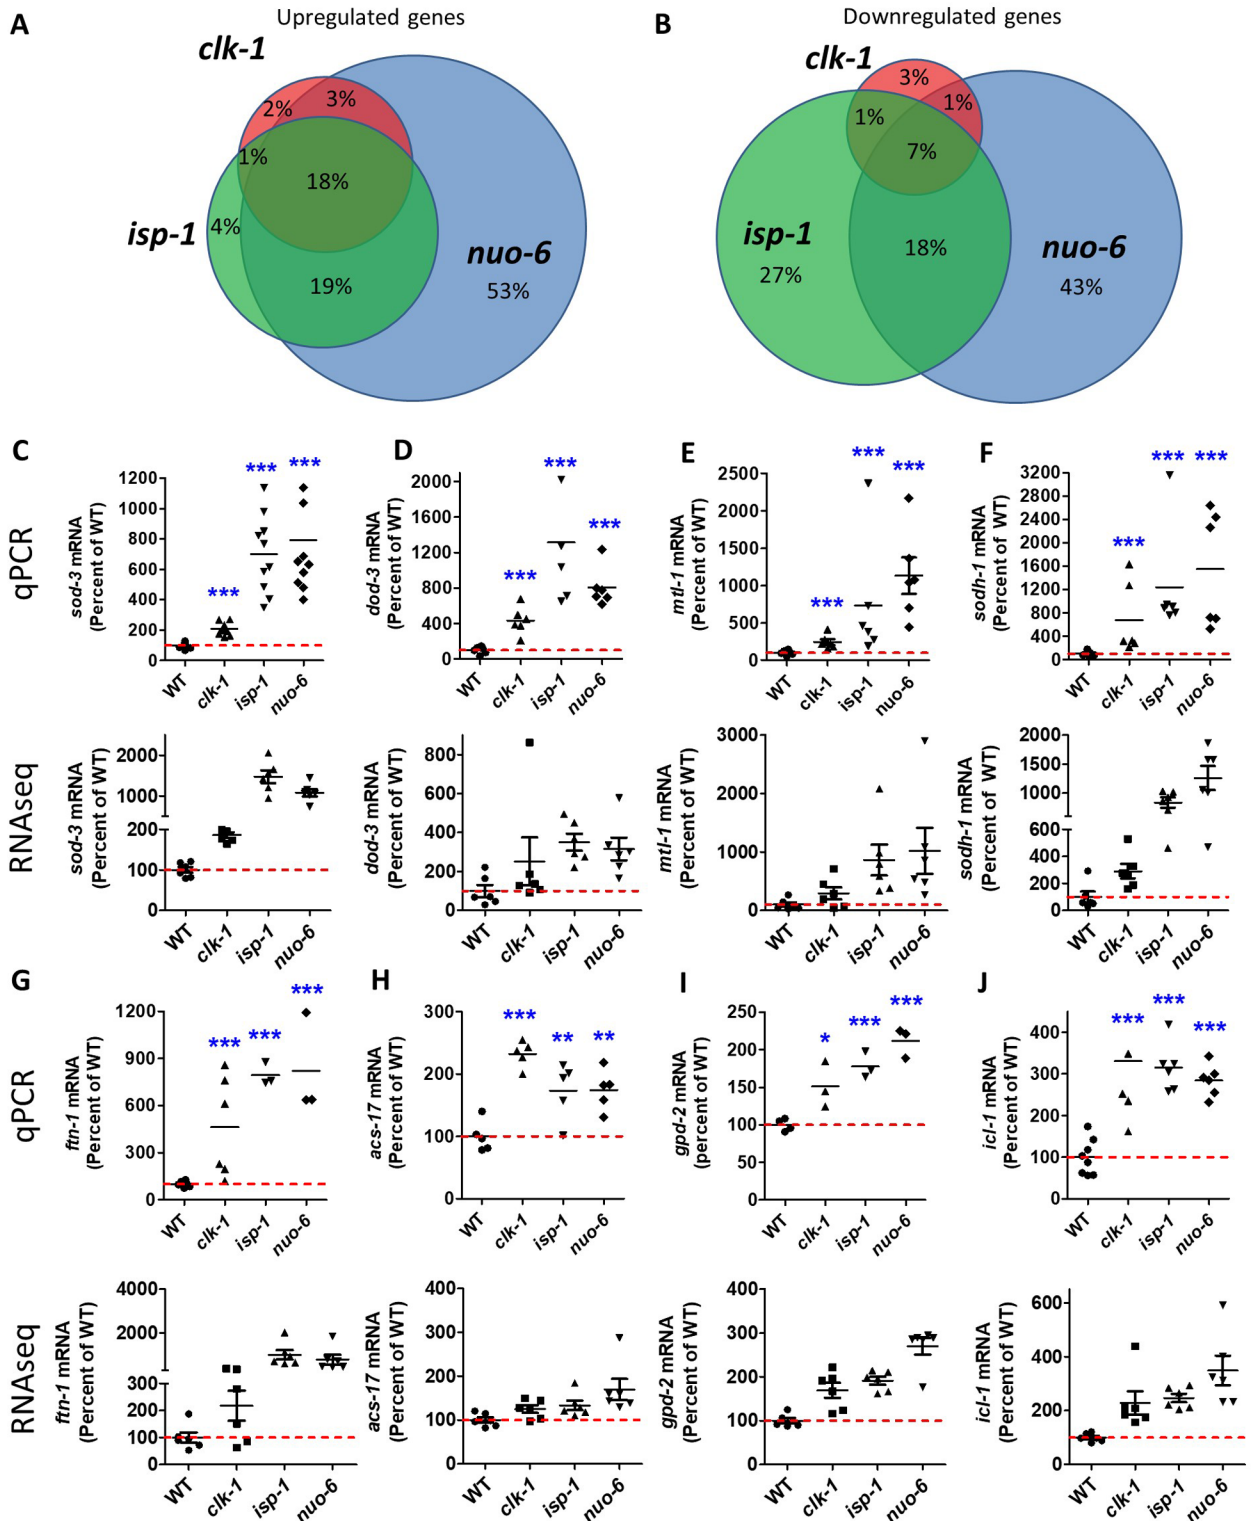 A
Upregulated genes
clk-1
2%
3%
1%
18%
isp-1
4%
nuo-6
19%
53%
B
Downregulated genes
clk-1
3%
1%
1%
7%
isp-1
27%
18%
nuo-6
43%
qPCR
C
sod-3 mRNA
(Percent of WT)
1200
1000
800
600
400
200
0
***
***
***
WT
clk-1
isp-1
nuo-6
D
dod-3 mRNA
(Percent of WT)
2000
1600
1200
800
400
0
***
***
***
WT
clk-1
isp-1
nuo-6
E
mtl-1 mRNA
(Percent of WT)
2500
2000
1500
1000
500
0
***
***
***
WT
clk-1
isp-1
nuo-6
F
sodh-1 mRNA
(Percent of WT)
3200
2800
2400
2000
1600
1200
800
400
0
***
***
***
WT
clk-1
isp-1
nuo-6
RNAseq
sod-3 mRNA
(Percent of WT)
2000
1000
200
100
0
WT
clk-1
isp-1
nuo-6
dod-3 mRNA
(Percent of WT)
800
600
400
200
0
WT
clk-1
isp-1
nuo-6
mtl-1 mRNA
(Percent of WT)
3000
2000
1000
0
WT
clk-1
isp-1
nuo-6
sodh-1 mRNA
(Percent of WT)
2000
1000
600
400
200
0
WT
clk-1
isp-1
nuo-6
qPCR
G
ftn-1 mRNA
(Percent of WT)
1200
900
600
300
0
***
***
***
WT
clk-1
isp-1
nuo-6
H
acs-17 mRNA
(Percent of WT)
300
200
100
0
***
**
**
WT
clk-1
isp-1
nuo-6
I
gpd-2 mRNA
(percent of WT)
250
200
150
100
50
0
*
***
***
WT
clk-1
isp-1
nuo-6
J
icl-1 mRNA
(Percent of WT)
400
300
200
100
0
***
***
***
WT
clk-1
isp-1
nuo-6
RNAseq
ftn-1 mRNA
(Percent of WT)
4000
2000
300
200
100
0
WT
clk-1
isp-1
nuo-6
acs-17 mRNA
(Percent of WT)
400
300
200
100
0
WT
clk-1
isp-1
nuo-6
gpd-2 mRNA
(Percent of WT)
400
300
200
100
0
WT
clk-1
isp-1
nuo-6
icl-1 mRNA
(Percent of WT)
600
400
200
0
WT
clk-1
isp-1
nuo-6